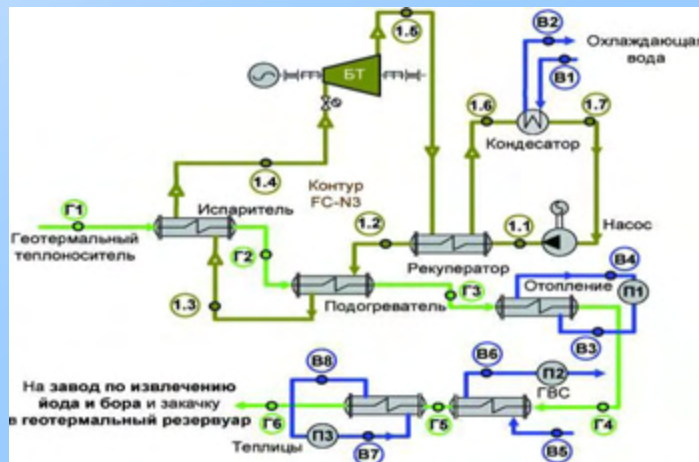 1.5
В2
Охлаждающая
вода
БТ
В1
1.6
1.7
Кондесатор
1.4
Контур
FC-N3
Г1
Испаритель
1.2
1.1
Насос
Геотермальный
теплоноситель
Г2
Рекуператор
В4
Отопление
П1
1.3
Подогреватель
Г3
В3
На завод по извлечению
йода и бора и закачку
в геотермальный резервуар
В8
В6
П2
ГВС
Г6
Г5
Г4
Теплицы
П3
В7
В5